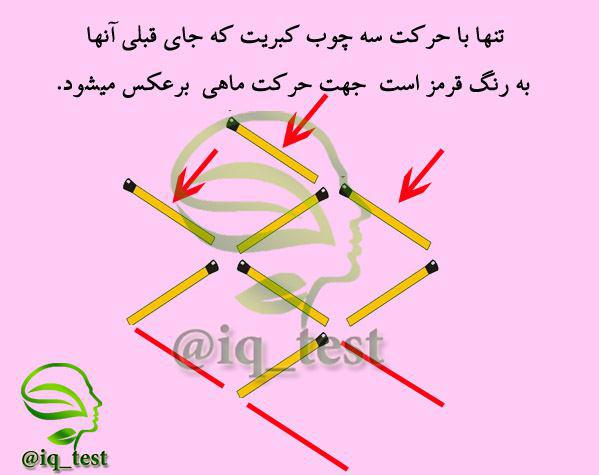 تنها با حرکت سه چوب کبریت که جای قبلی آنها
به رنگ قرمز است جهت حرکت ماهی برعکس میشود.
@iq_test
@iq_test